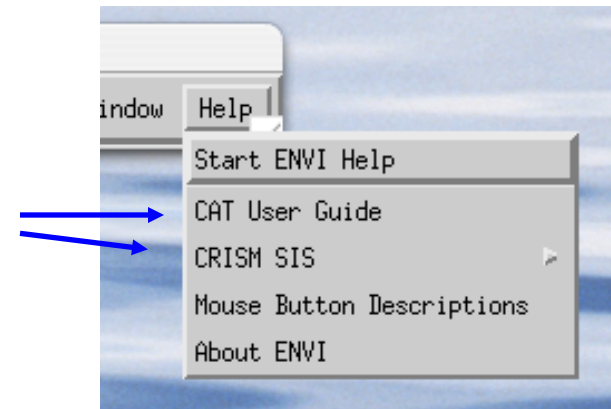 indow Help
Start ENVI Help
CAT User Guide
CRISM SIS
Mouse Button Descriptions
About ENVI